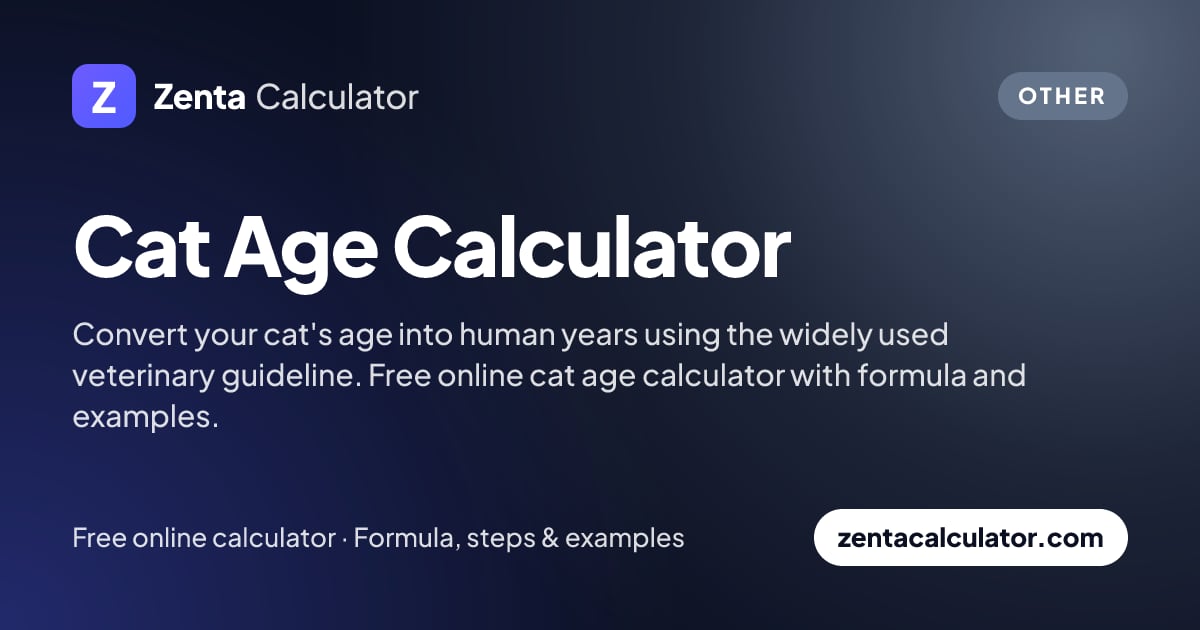 Z
Zenta Calculator
OTHER
Cat Age Calculator
Convert your cat's age into human years using the widely used
veterinary guideline. Free online cat age calculator with formula and
examples.
Free online calculator · Formula, steps & examples
zentacalculator.com